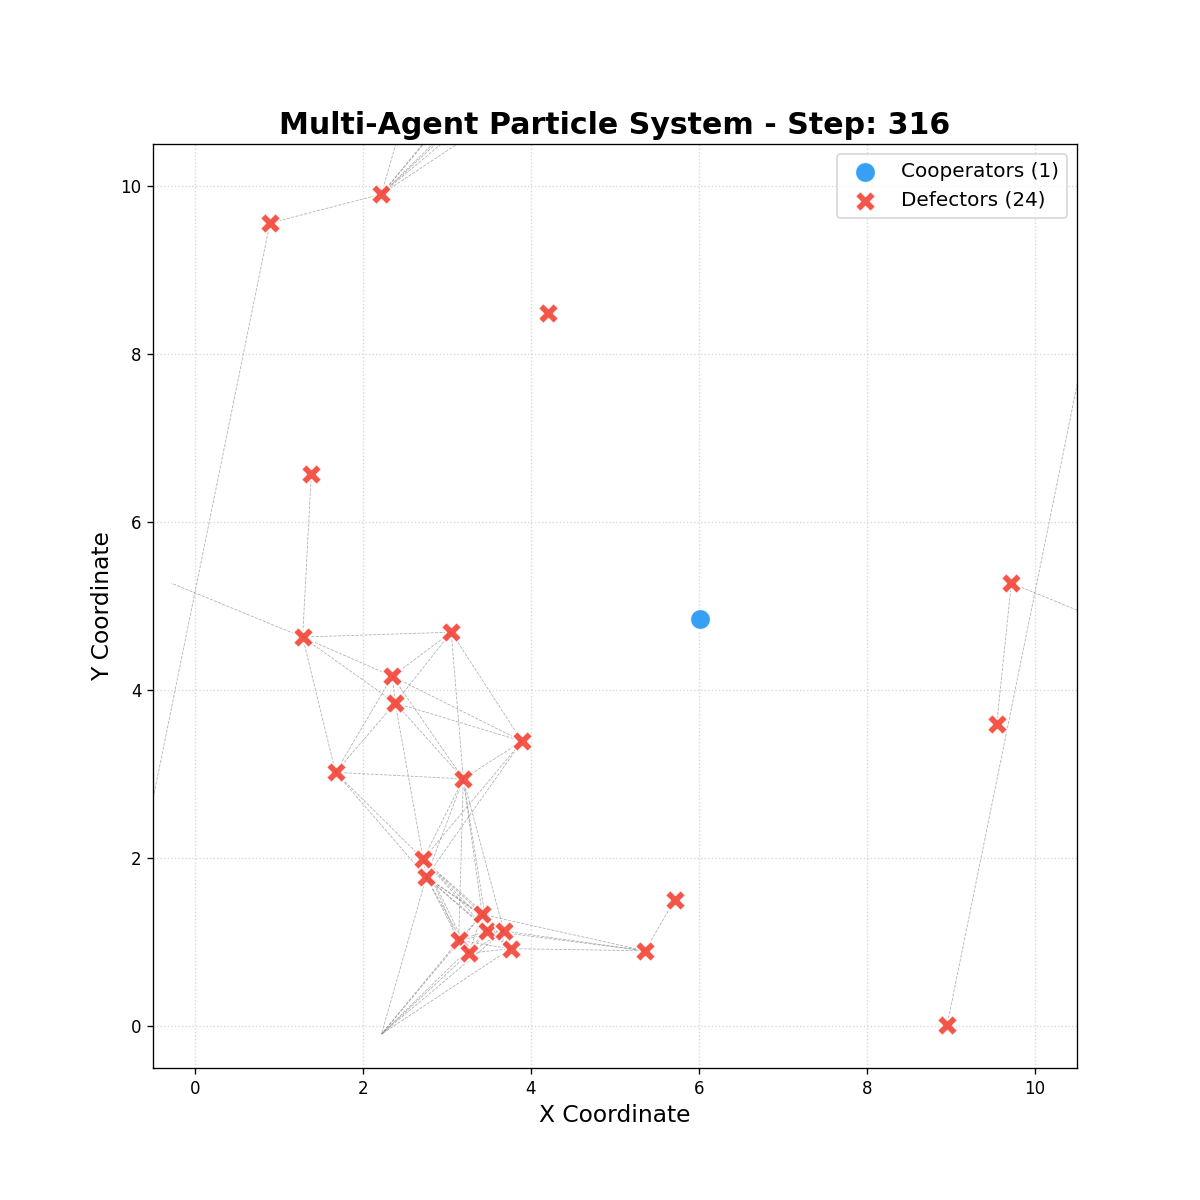 Multi-Agent Particle System - Step: 316
Cooperators (1)
Defectors (24)
10
8
6
4
2
0
Y Coordinate
0 2 4 6 8 10
X Coordinate